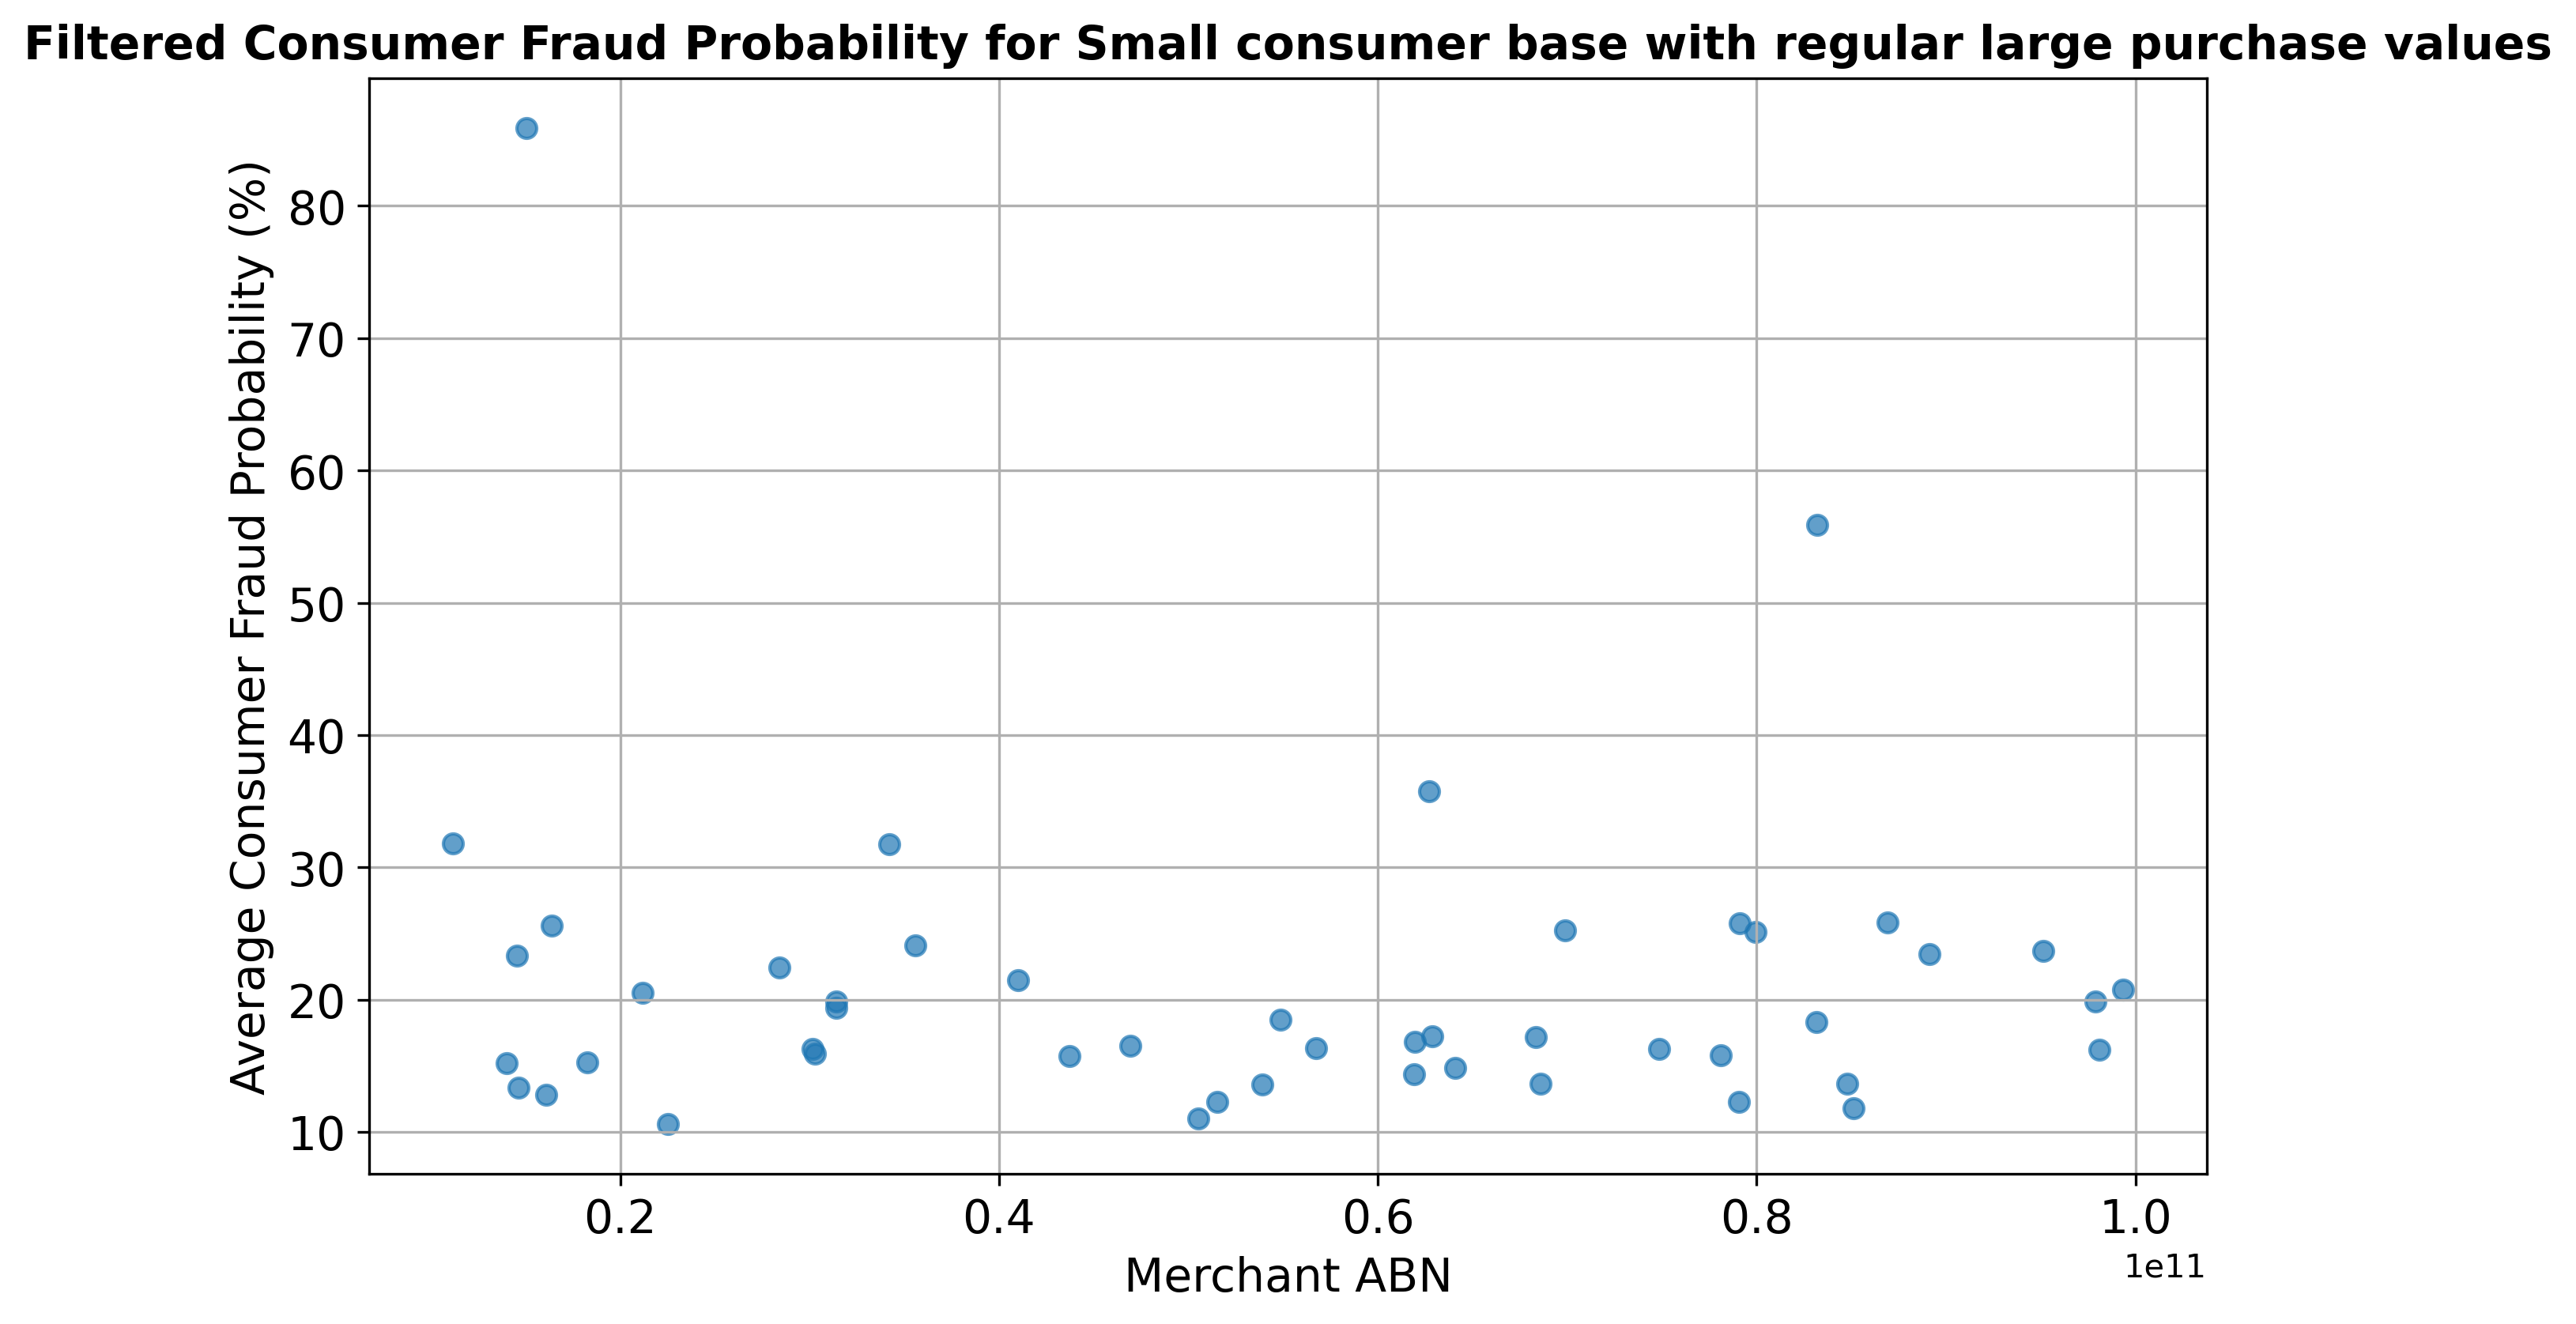 Filtered Consumer Fraud Probability for Small consumer base with regular large purchase values
Average Consumer Fraud Probability (%)
80
70
60
50
40
30
20
10
0.2 0.4 0.6 0.8 1.0
1e11
Merchant ABN